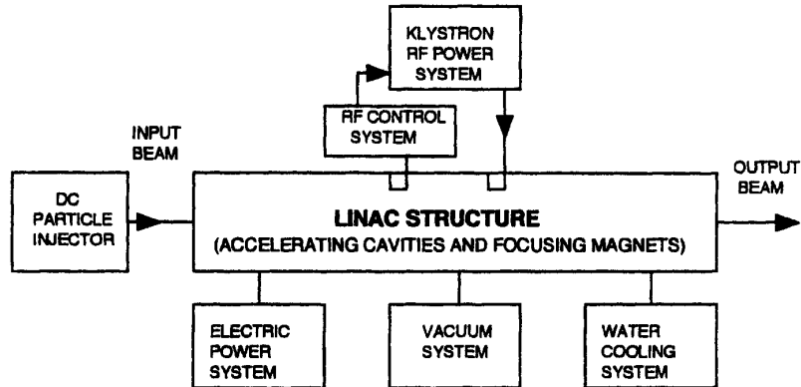 KLYSTRON
RF POWER
SYSTEM
RF CONTROL
SYSTEM
INPUT
BEAM
OUTPUT
BEAM
DC
PARTICLE
INJECTOR
LINAC STRUCTURE
(ACCELERATING CAVITIES AND FOCUSING MAGNETS)
ELECTRIC
POWER
SYSTEM
VACUUM
SYSTEM
WATER
COOLING
SYSTEM